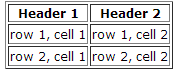 Header 1 Header 2
row 1, cell 1 row 1, cell 2
row 2, cell 1 row 2, cell 2